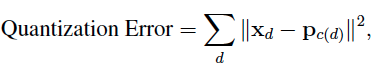 Quantization Error = ∑_d ||x_d − p_{c(d)}||²,